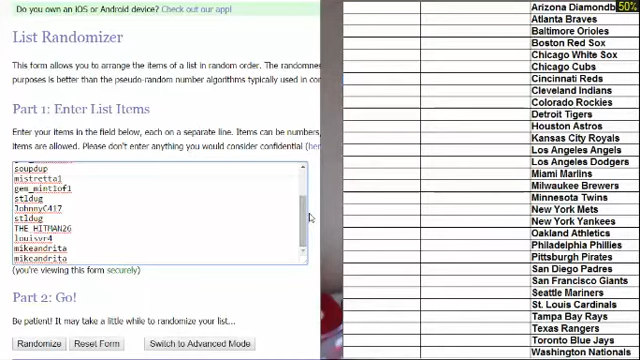 Do you own an iOS or Android device? Check out our app!
List Randomizer
This form allows you to arrange the items of a list in random order. The randomness
purposes is better than the pseudo-random number algorithms typically used in
Part 1: Enter List Items
Enter your items in the field below, each on a separate line. Items can be numbers,
items are allowed. Please don't enter anything you would consider confidential
soupdup
mistretta1
gem_mint1of1
stldug
JohnnyC417
stldug
THE HITMAN26
louisvr4
mikeandrita
mikeandrita
(you're viewing this form securely)
Part 2: Go!
Be patient! It may take a little while to randomize your list...
Randomize
Reset Form
Switch to Advanced Mode
50%
Arizona Diamondb
Atlanta Braves
Baltimore Orioles
Boston Red Sox
Chicago White Sox
Chicago Cubs
Cincinnati Reds
Cleveland Indians
Colorado Rockies
Detroit Tigers
Houston Astros
Kansas City Royals
Los Angeles Angels
Los Angeles Dodgers
Miami Marlins
Milwaukee Brewers
Minnesota Twins
New York Mets
New York Yankees
Oakland Athletics
Philadelphia Phillies
Pittsburgh Pirates
San Diego Padres
San Francisco Giants
Seattle Mariners
St. Louis Cardinals
Tampa Bay Rays
Texas Rangers
Toronto Blue Jays
Washington Nationals